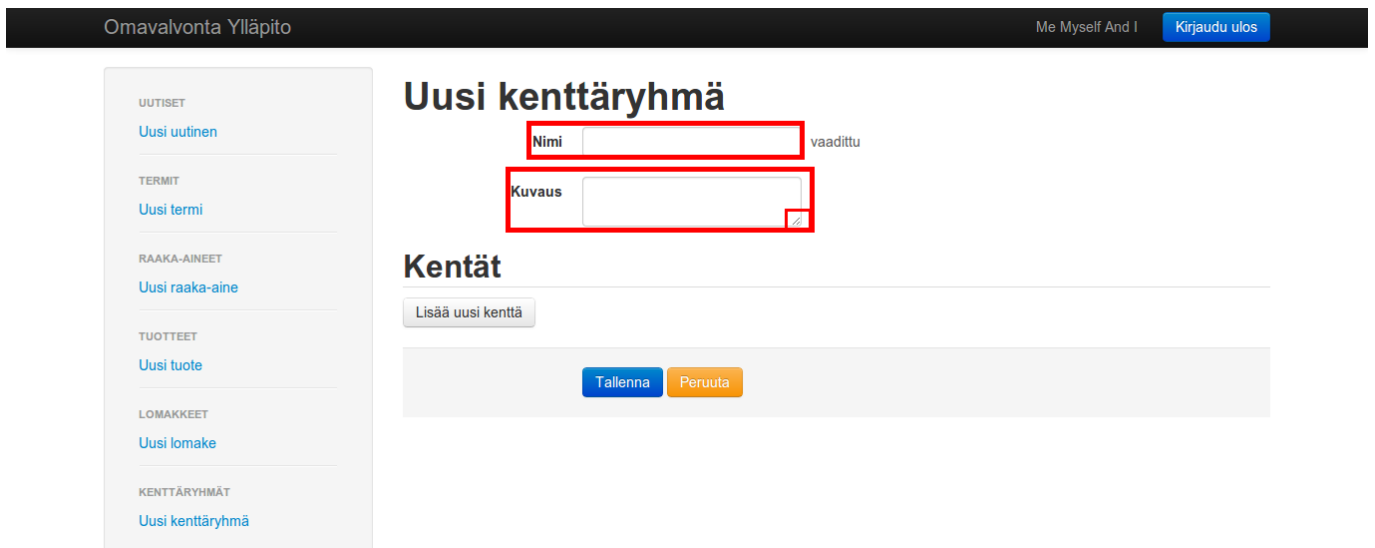 Omavalvonta Ylläpito
Me Myself And I
Kirjaudu ulos
UUTISET
Uusi uutinen
TERMIT
Uusi termi
RAAKA-AINEET
Uusi raaka-aine
TUOTTEET
Uusi tuote
LOMAKKEET
Uusi lomake
KENTTÄRYHMÄT
Uusi kenttäryhmä
Uusi kenttäryhmä
Nimi
vaadittu
Kuvaus
Kentät
Lisää uusi kenttä
Tallenna
Peruuta